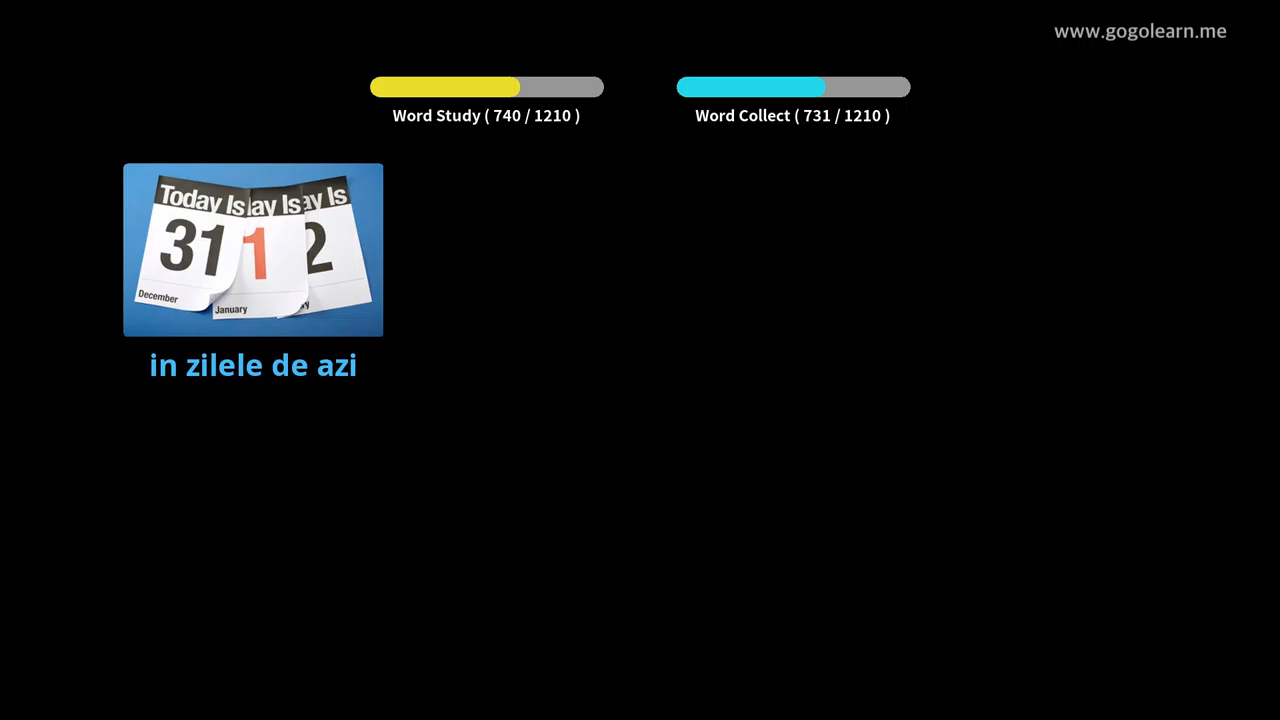 www.gogolearn.me
Word Study ( 740 / 1210 )
Word Collect ( 731 / 1210 )
Today Is
ay Is
ay Is
31
1
2
December
January
ry
in zilele de azi